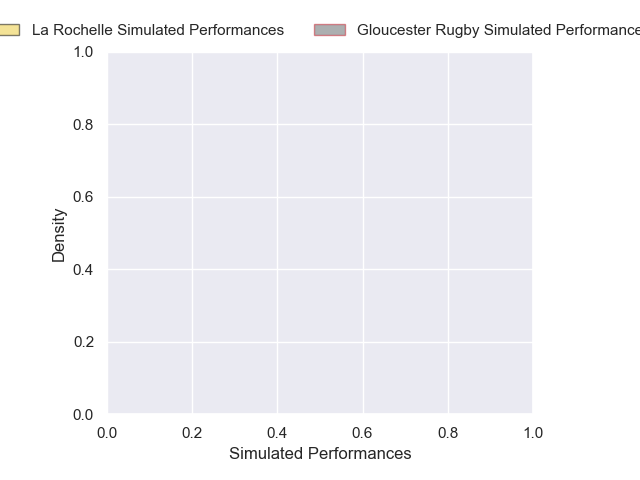 La Rochelle Simulated Performances Gloucester Rugby Simulated Performance
1.0
0.8
0.6
0.4
0.2
0.0
Density
0.0 0.2 0.4 0.6 0.8 1.0
Simulated Performances